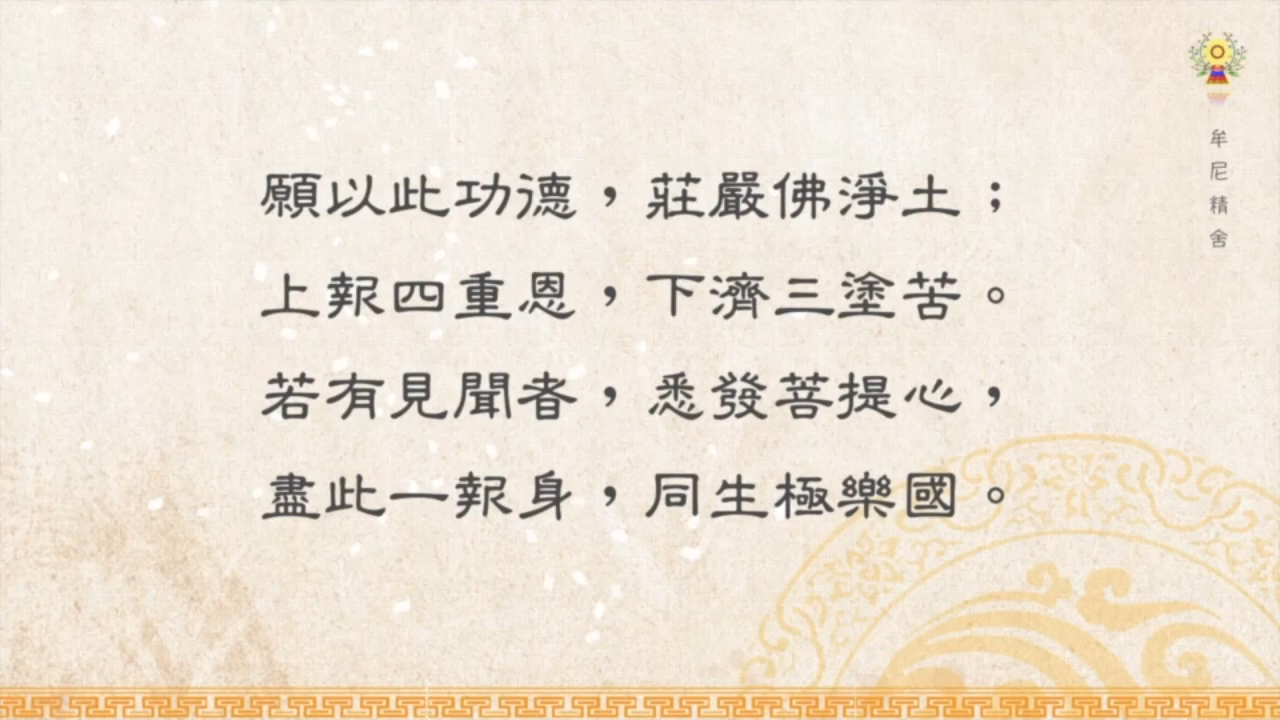 願以此功德，莊嚴佛淨土；
上報四重恩，下濟三塗苦。
若有見聞者，悉發菩提心，
盡此一報身，同生極樂國。
牟尼精舍